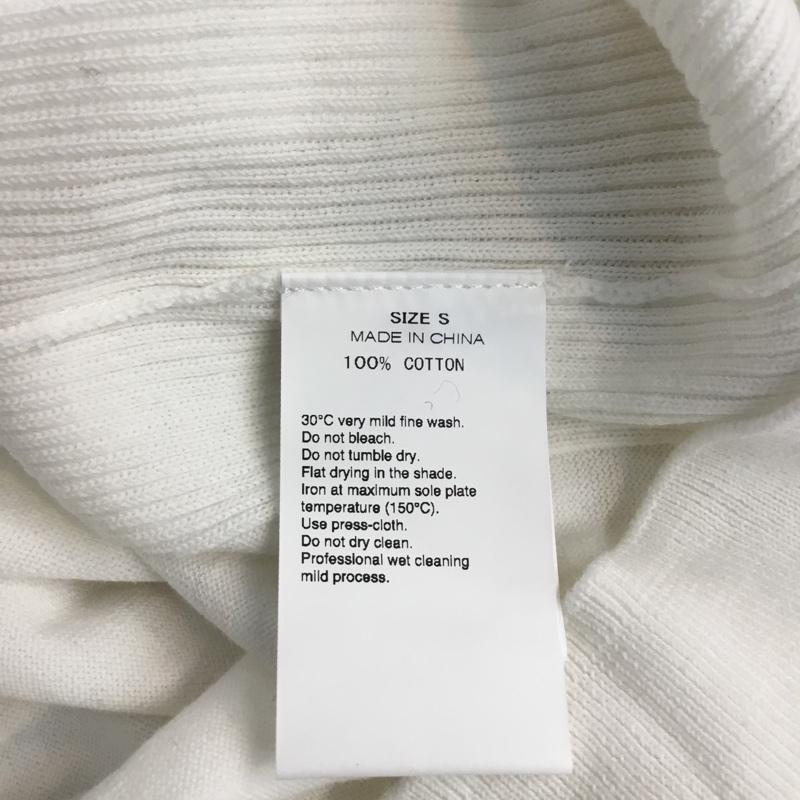 SIZE S
MADE IN CHINA
100% COTTON
30°C very mild fine wash.
Do not bleach.
Do not tumble dry.
Flat drying in the shade.
Iron at maximum sole plate
temperature (150°C).
Use press-cloth.
Do not dry clean.
Professional wet cleaning
mild process.